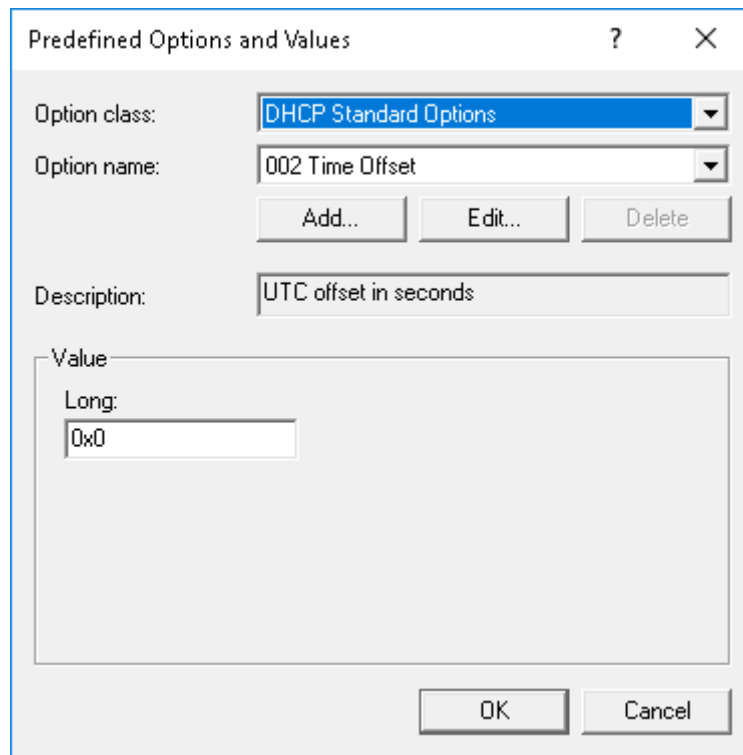 Predefined Options and Values ?
Option class: DHCP Standard Options
Option name: 002 Time Offset
Add... Edit... Delete
Description: UTC offset in seconds
Value
Long:
0x0
OK Cancel